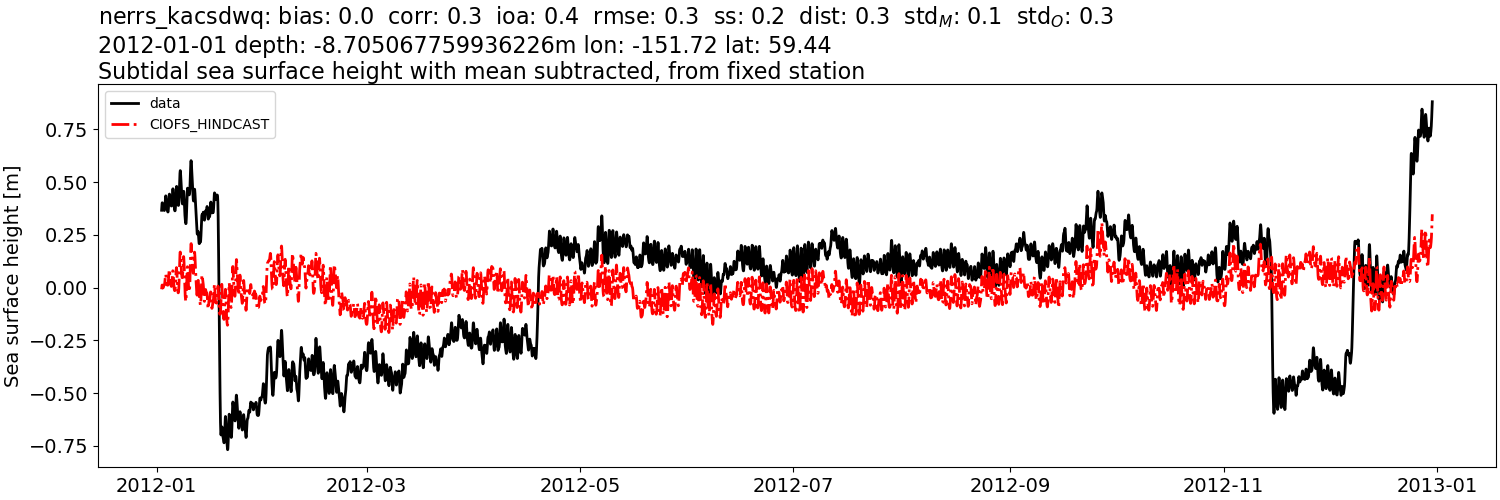 nerrs_kacsdwq: bias: 0.0  corr: 0.3  ioa: 0.4  rmse: 0.3  ss: 0.2  dist: 0.3  std_M: 0.1  std_O: 0.3
2012-01-01 depth: -8.705067759936226m lon: -151.72 lat: 59.44
Subtidal sea surface height with mean subtracted, from fixed station
data
CIOFS_HINDCAST
Sea surface height [m]
0.75
0.50
0.25
0.00
−0.25
−0.50
−0.75
2012-01
2012-03
2012-05
2012-07
2012-09
2012-11
2013-01